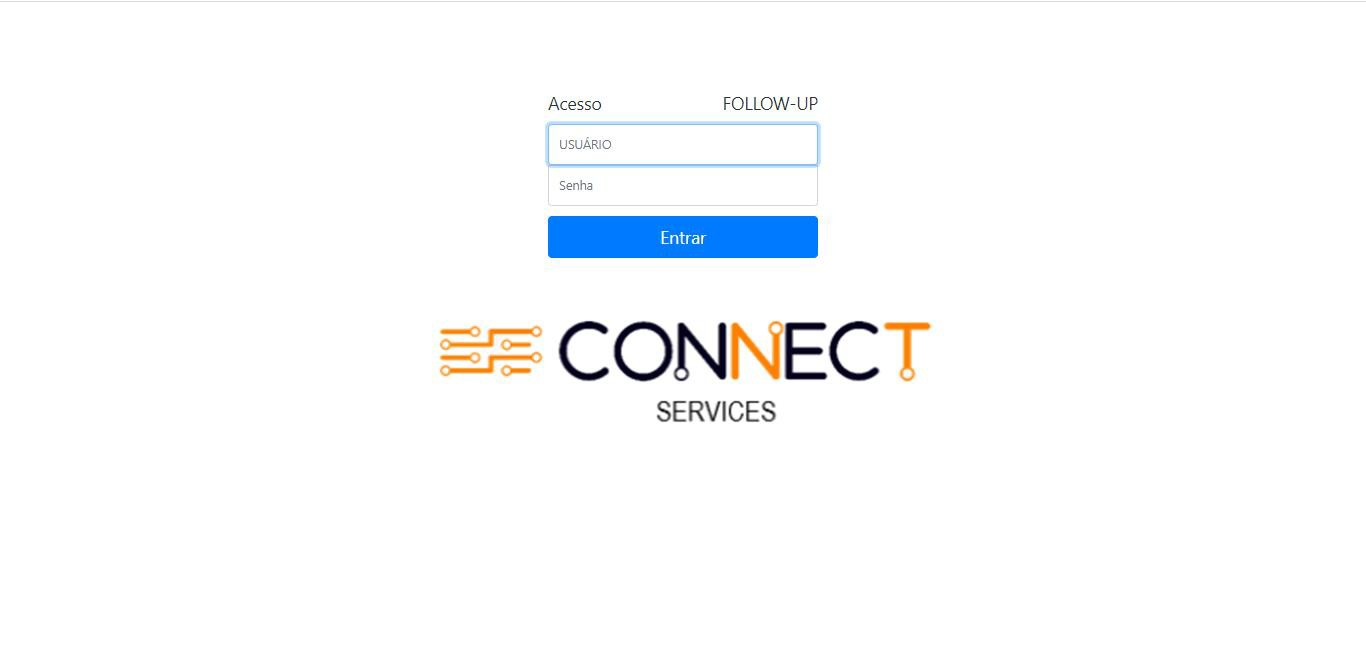 Acesso FOLLOW-UP
USUÁRIO
Senha
Entrar
CONNECT
SERVICES